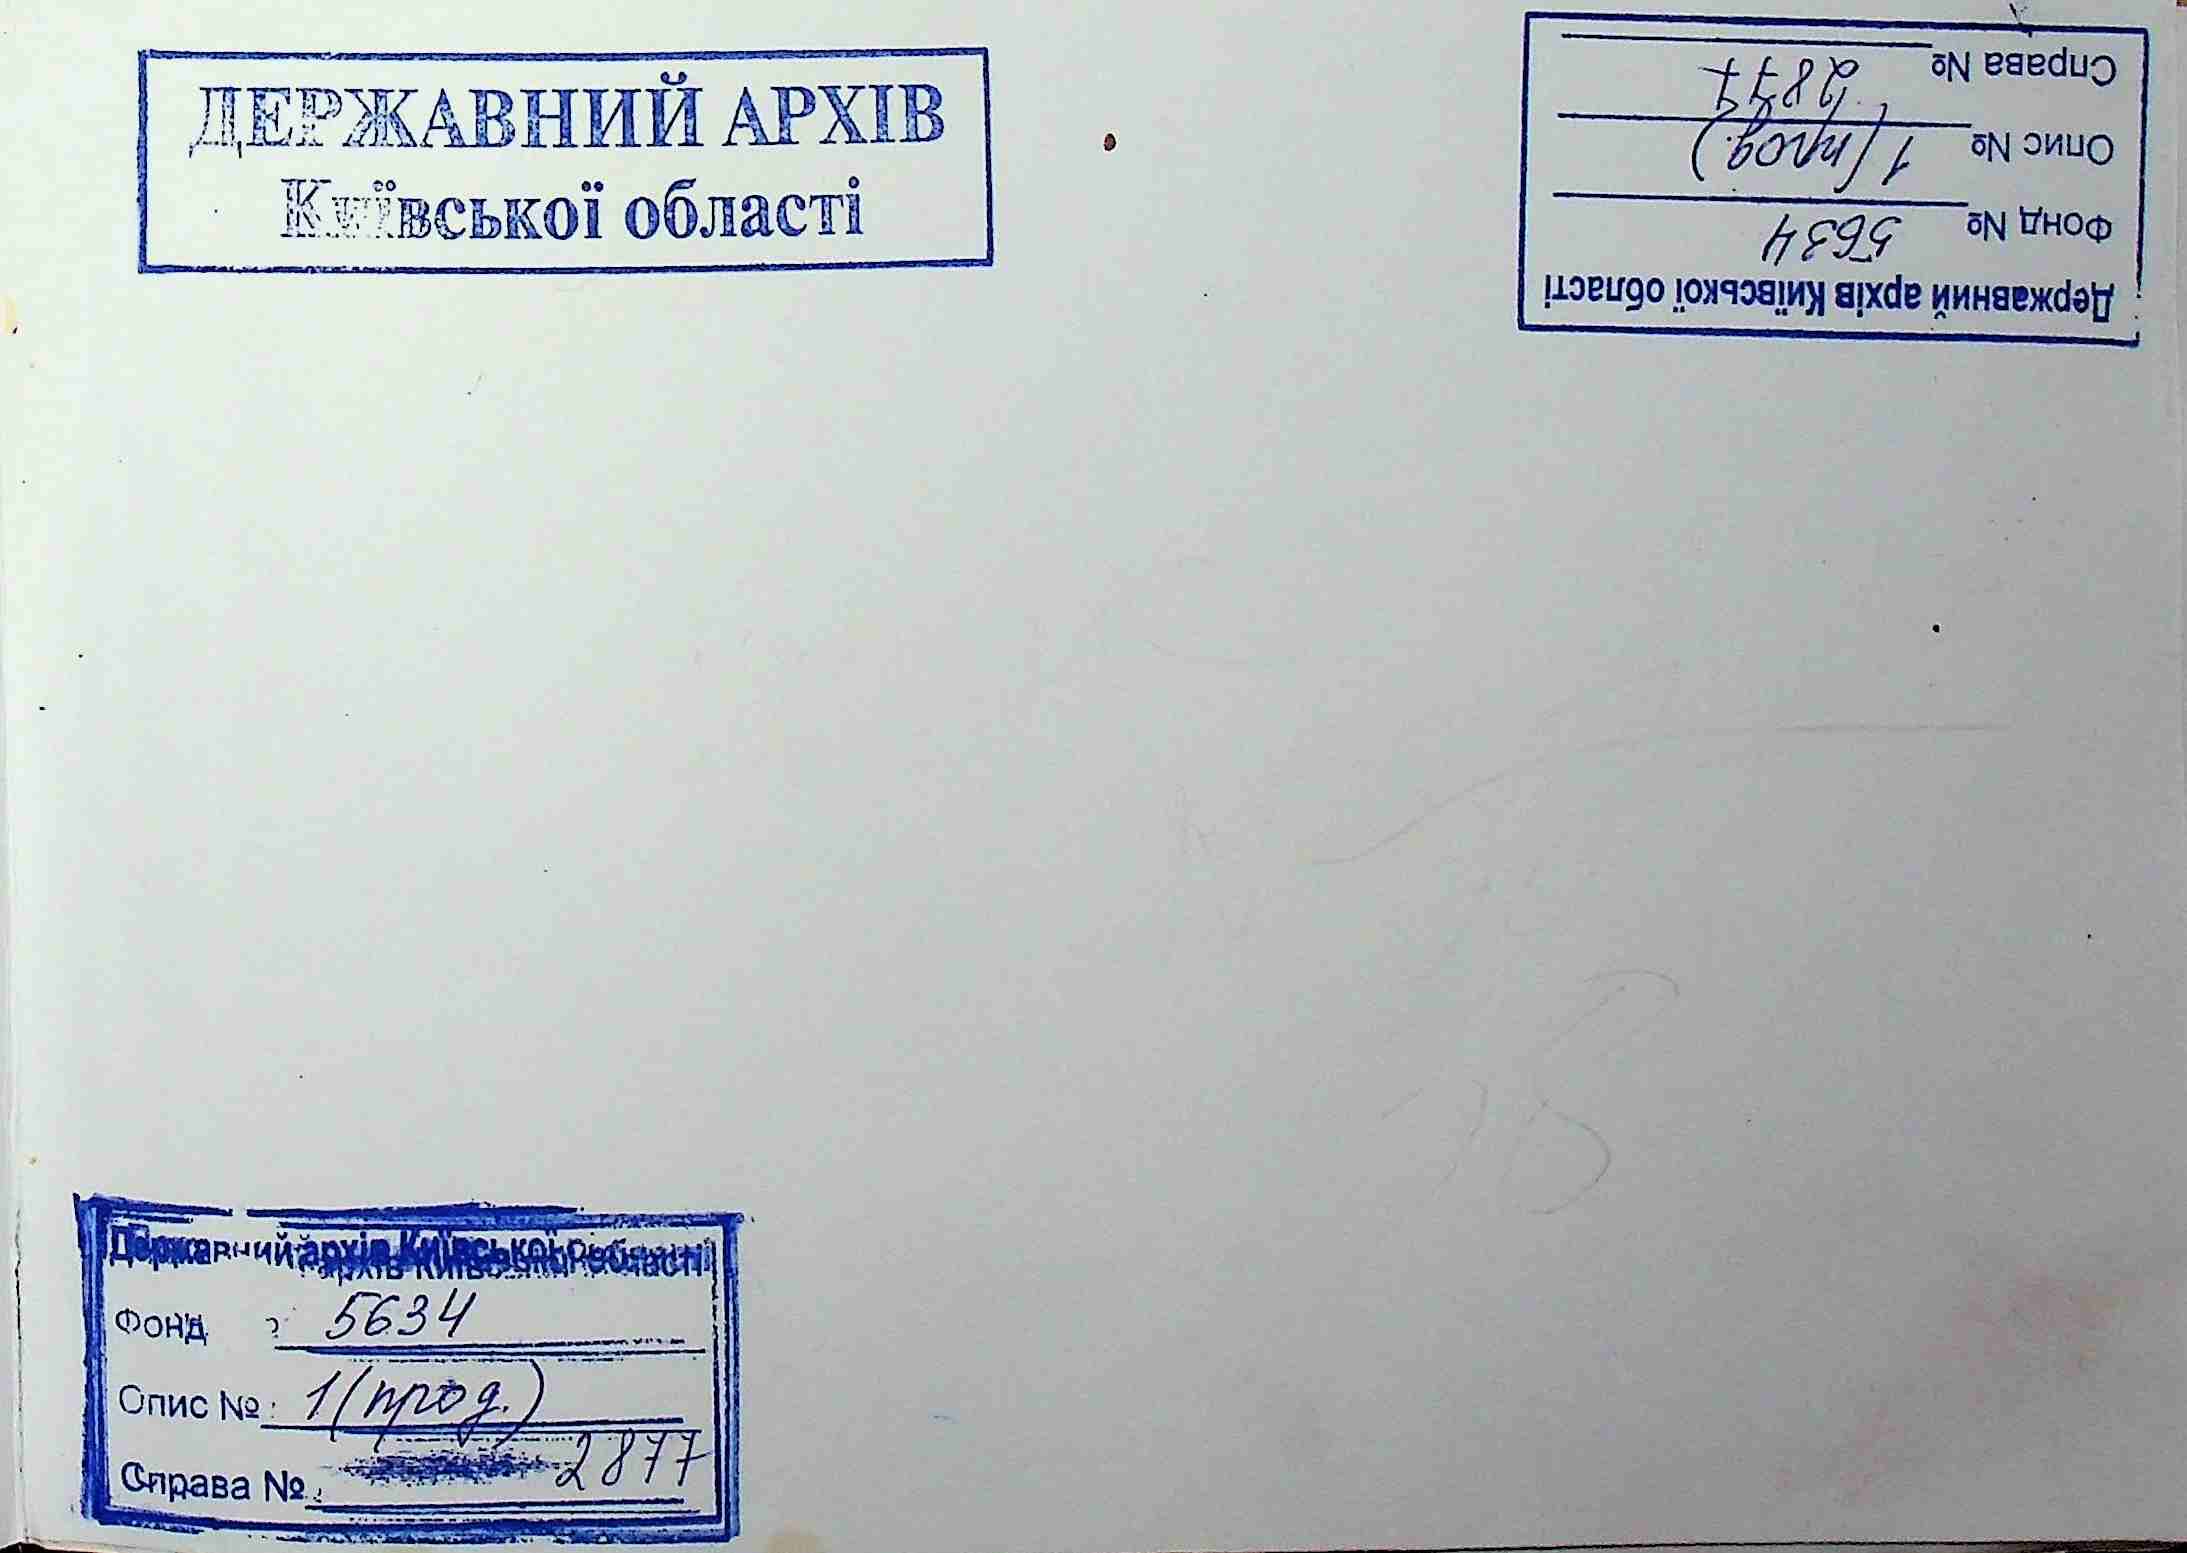 ДЕРЖАВНИЙ АРХІВ
Київської області
Державний архів Київської області
Фонд № 5634
Опис № 1 (прод.)
Справа № 2877
Державний архів Київської області
Фонд 5634
Опис № 1 (прод.)
Справа № 2877